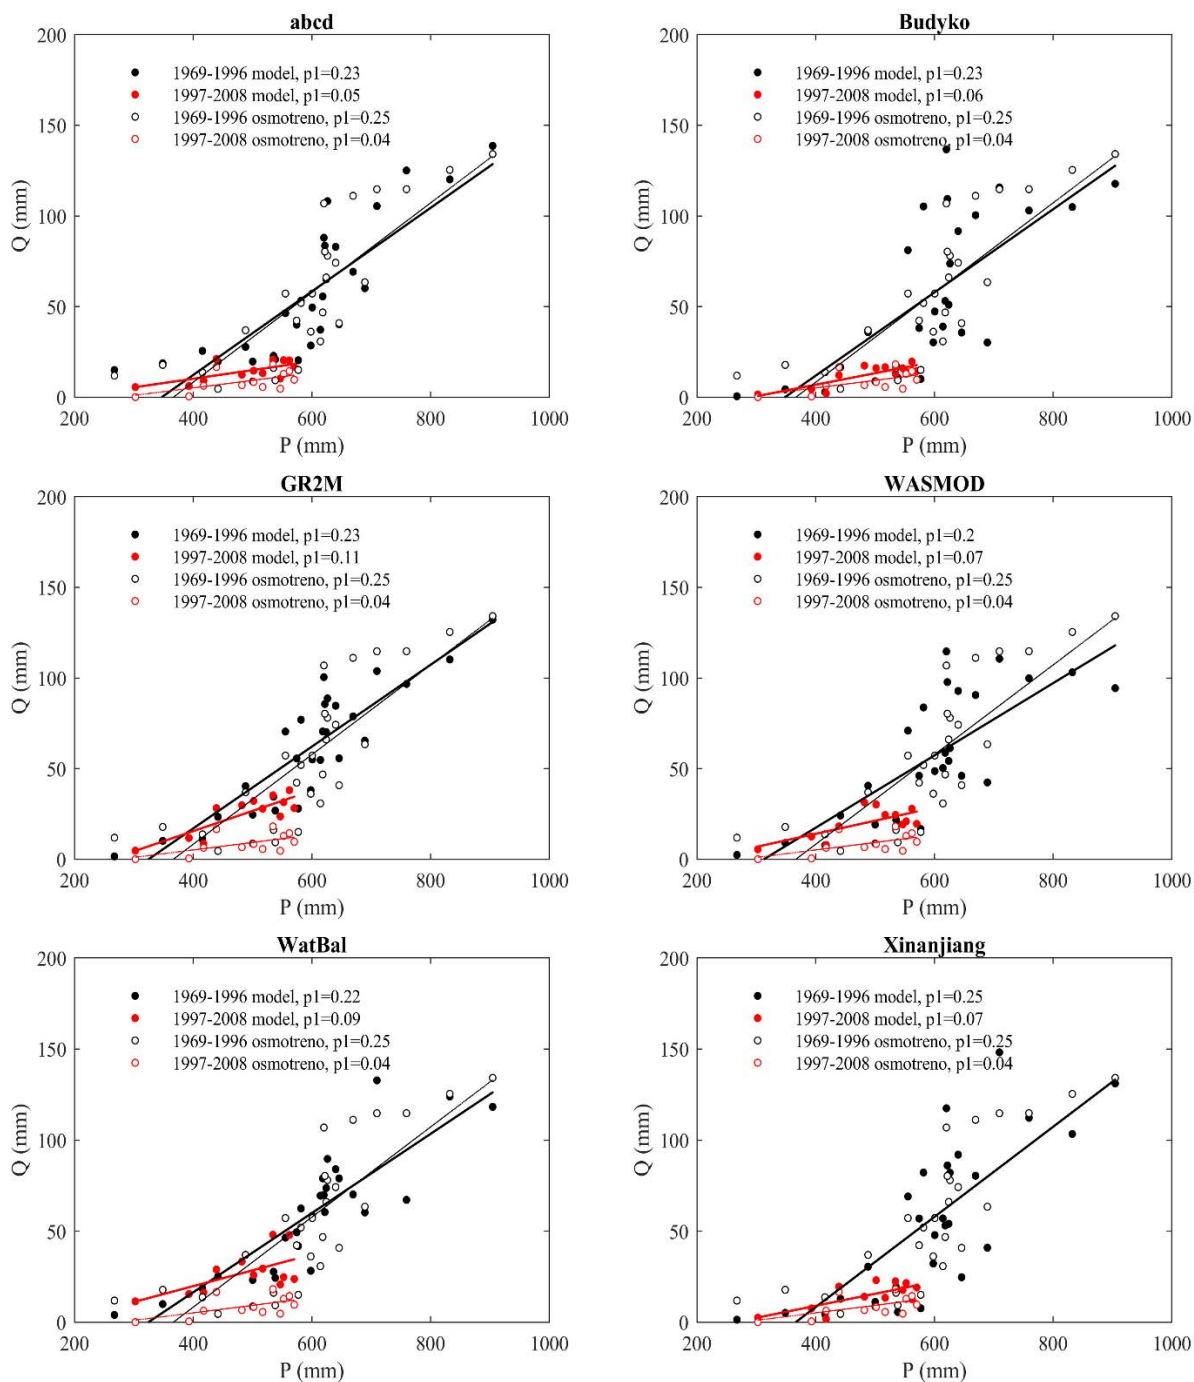 abcd
200
150
100
50
0
Q (mm)
1969-1996 model, p1=0.23
1997-2008 model, p1=0.05
1969-1996 osmotreno, p1=0.25
1997-2008 osmotreno, p1=0.04
200 400 600 800 1000
P (mm)
Budyko
200
150
100
50
0
Q (mm)
1969-1996 model, p1=0.23
1997-2008 model, p1=0.06
1969-1996 osmotreno, p1=0.25
1997-2008 osmotreno, p1=0.04
200 400 600 800 1000
P (mm)
GR2M
200
150
100
50
0
Q (mm)
1969-1996 model, p1=0.23
1997-2008 model, p1=0.11
1969-1996 osmotreno, p1=0.25
1997-2008 osmotreno, p1=0.04
200 400 600 800 1000
P (mm)
WASMOD
200
150
100
50
0
Q (mm)
1969-1996 model, p1=0.2
1997-2008 model, p1=0.07
1969-1996 osmotreno, p1=0.25
1997-2008 osmotreno, p1=0.04
200 400 600 800 1000
P (mm)
WatBal
200
150
100
50
0
Q (mm)
1969-1996 model, p1=0.22
1997-2008 model, p1=0.09
1969-1996 osmotreno, p1=0.25
1997-2008 osmotreno, p1=0.04
200 400 600 800 1000
P (mm)
Xinanjiang
200
150
100
50
0
Q (mm)
1969-1996 model, p1=0.25
1997-2008 model, p1=0.07
1969-1996 osmotreno, p1=0.25
1997-2008 osmotreno, p1=0.04
200 400 600 800 1000
P (mm)